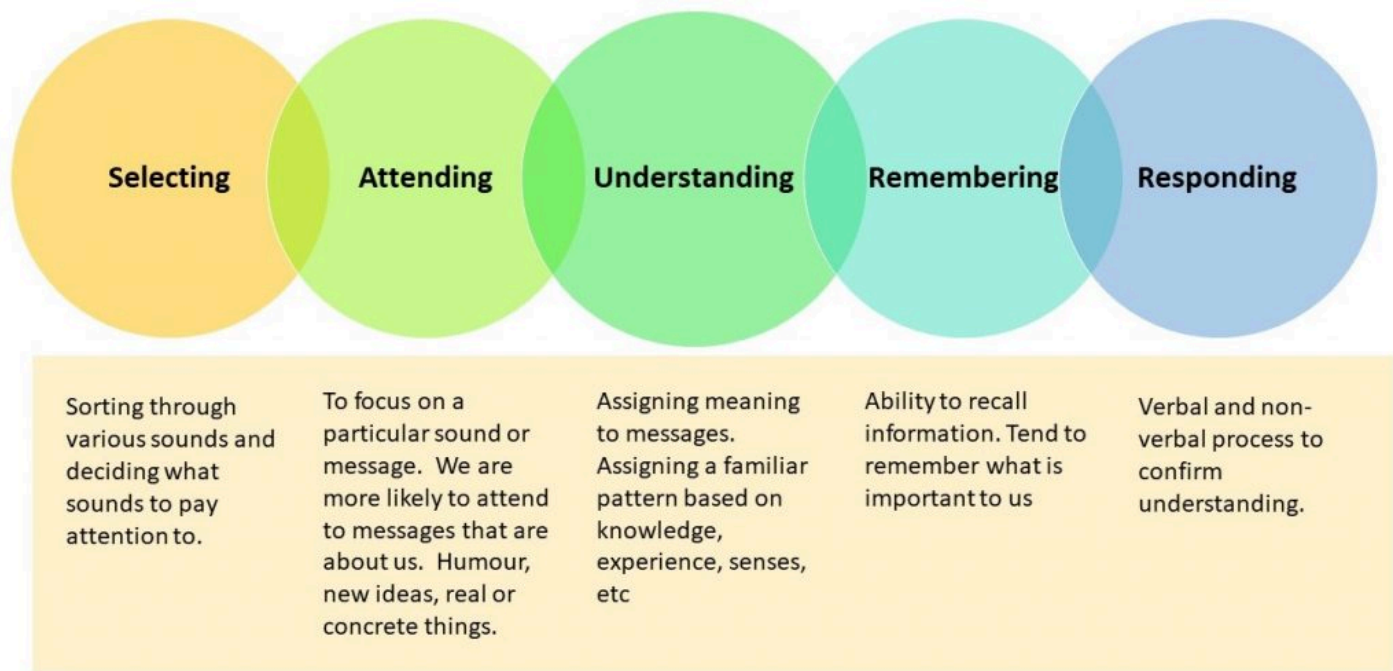 Selecting
Attending
Understanding
Remembering
Responding
Sorting through
various sounds and
deciding what
sounds to pay
attention to.
To focus on a
particular sound or
message.  We are
more likely to attend
to messages that are
about us.  Humour,
new ideas, real or
concrete things.
Assigning meaning
to messages.
Assigning a familiar
pattern based on
knowledge,
experience, senses,
etc
Ability to recall
information. Tend to
remember what is
important to us
Verbal and non-
verbal process to
confirm
understanding.